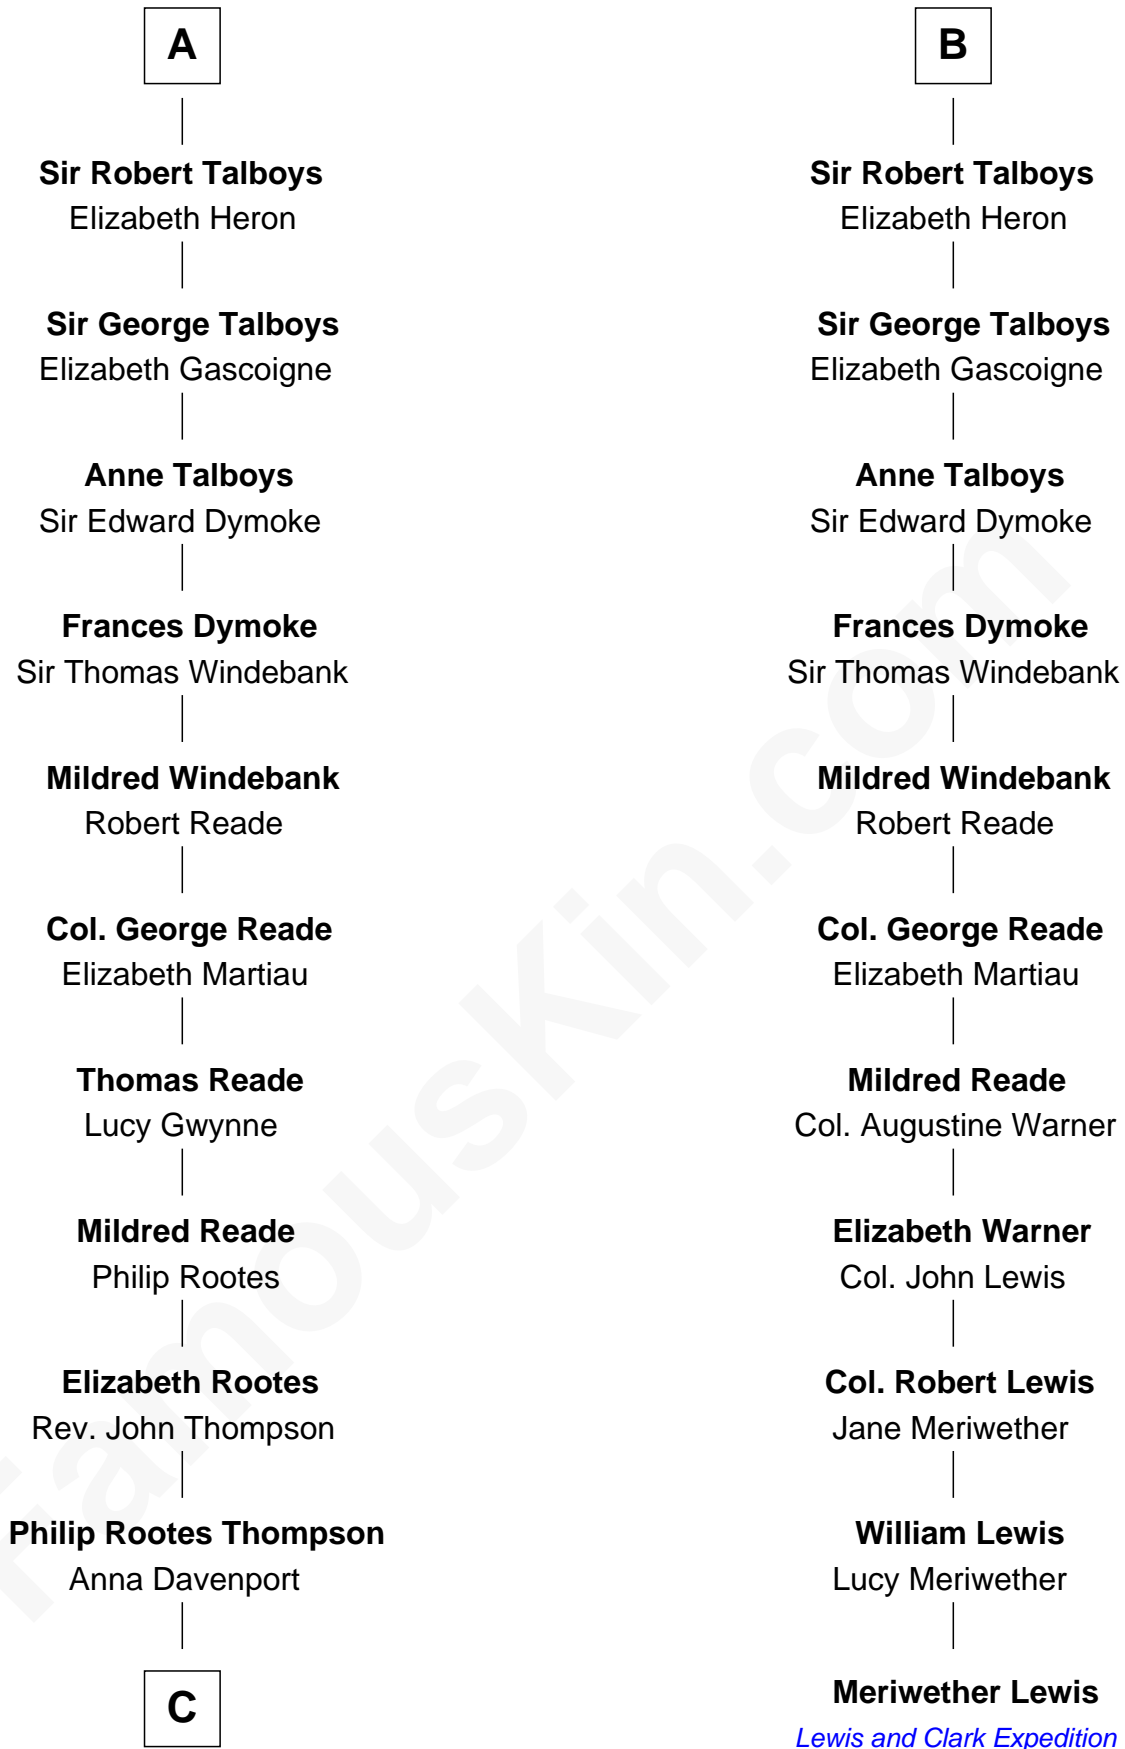 A
Sir Robert Talboys
Elizabeth Heron
Sir George Talboys
Elizabeth Gascoigne
Anne Talboys
Sir Edward Dymoke
Frances Dymoke
Sir Thomas Windebank
Mildred Windebank
Robert Reade
Col. George Reade
Elizabeth Martiau
Thomas Reade
Lucy Gwynne
Mildred Reade
Philip Rootes
Elizabeth Rootes
Rev. John Thompson
Philip Rootes Thompson
Anna Davenport
C
B
Sir Robert Talboys
Elizabeth Heron
Sir George Talboys
Elizabeth Gascoigne
Anne Talboys
Sir Edward Dymoke
Frances Dymoke
Sir Thomas Windebank
Mildred Windebank
Robert Reade
Col. George Reade
Elizabeth Martiau
Mildred Reade
Col. Augustine Warner
Elizabeth Warner
Col. John Lewis
Col. Robert Lewis
Jane Meriwether
William Lewis
Lucy Meriwether
Meriwether Lewis
Lewis and Clark Expedition
FamousKin.com